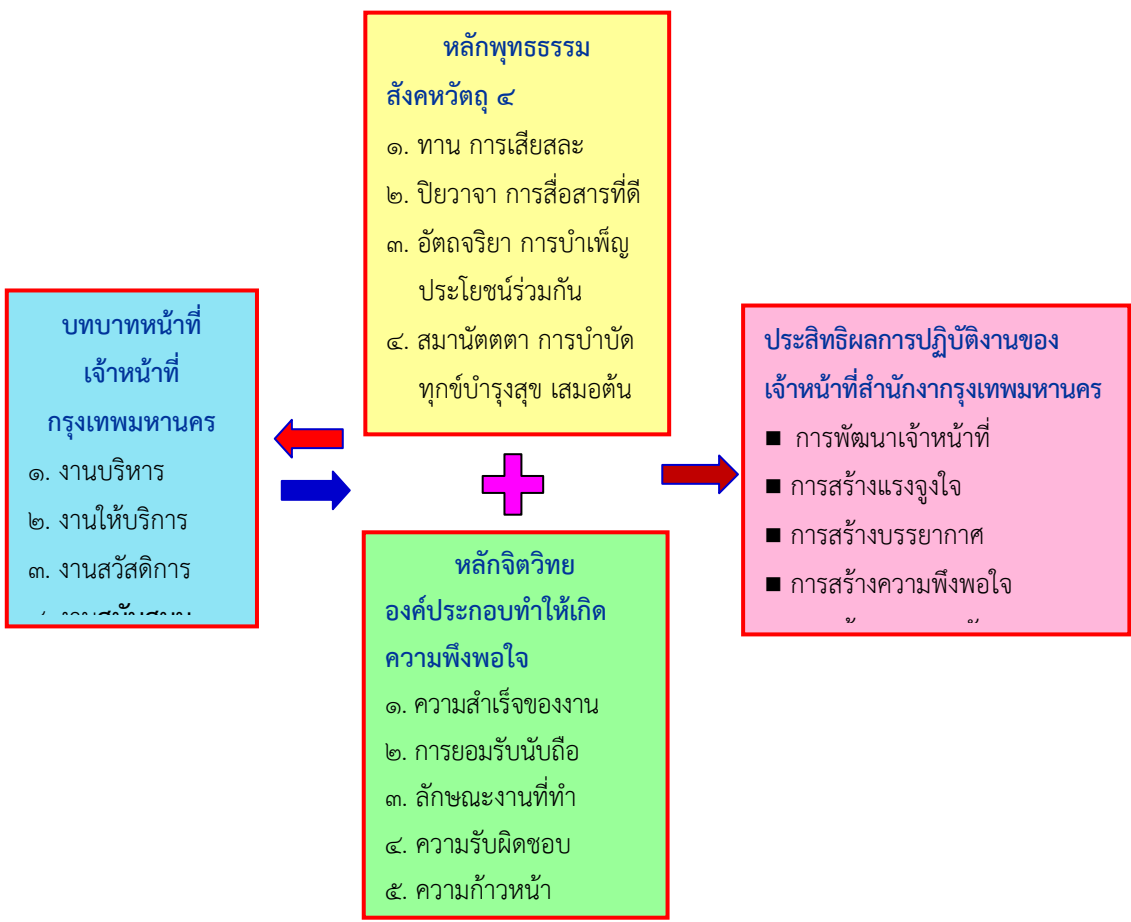 หลักพุทธธรรม
สังคหวัตถุ ๔
๑. ทาน การเสียสละ
๒. ปิยวาจา การสื่อสารที่ดี
๓. อัตถจริยา การบำเพ็ญ
ประโยชน์ร่วมกัน
๔. สมานัตตตา การบำบัด
ทุกข์บำรุงสุข เสมอต้น
บทบาทหน้าที่
เจ้าหน้าที่
กรุงเทพมหานคร
๑. งานบริหาร
๒. งานให้บริการ
๓. งานสวัสดิการ
หลักจิตวิทย
องค์ประกอบทำให้เกิด
ความพึงพอใจ
๑. ความสำเร็จของงาน
๒. การยอมรับนับถือ
๓. ลักษณะงานที่ทำ
๔. ความรับผิดชอบ
๕. ความก้าวหน้า
ประสิทธิผลการปฏิบัติงานของ
เจ้าหน้าที่สำนักงากรุงเทพมหานคร
■ การพัฒนาเจ้าหน้าที่
■ การสร้างแรงจูงใจ
■ การสร้างบรรยากาศ
■ การสร้างความพึงพอใจ